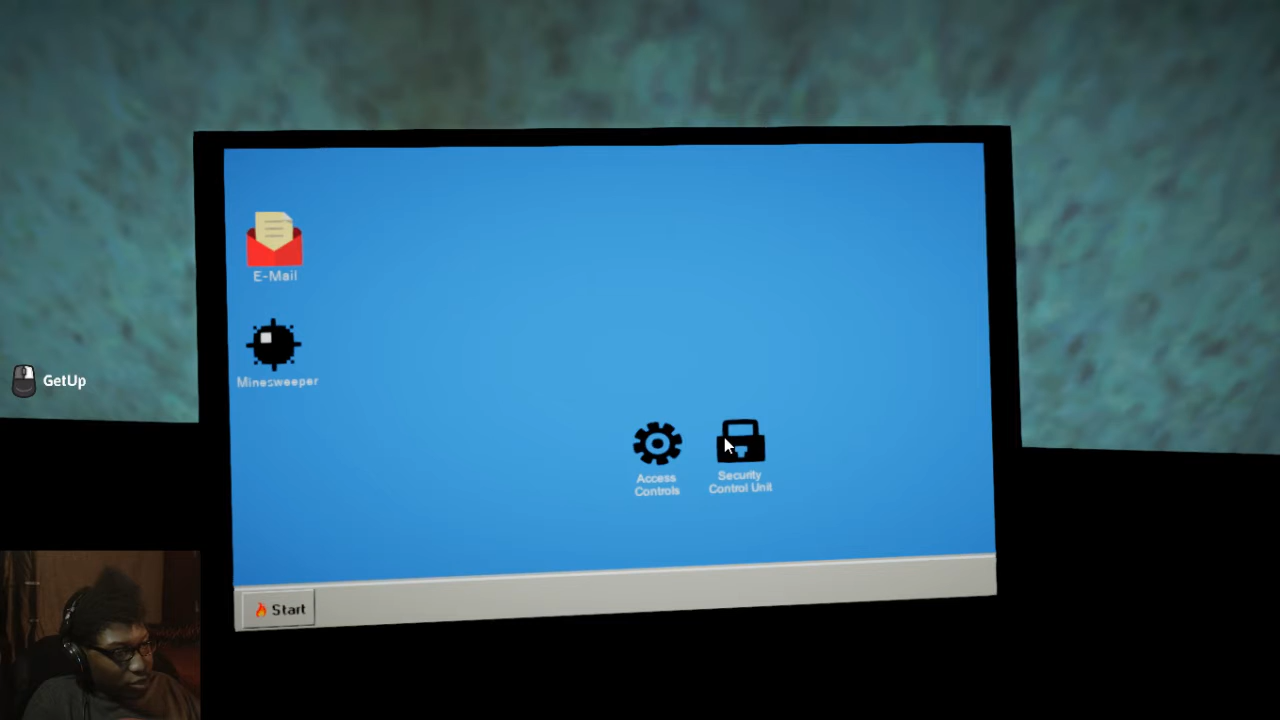 E-Mail
Minesweeper
GetUp
Access
Controls
Security
Control Unit
Start